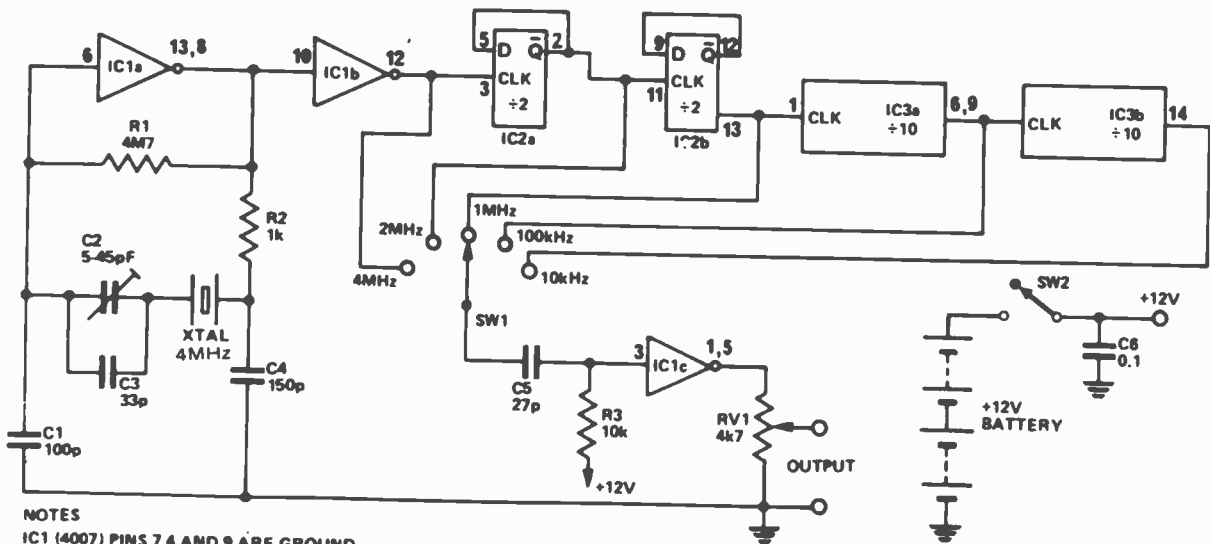 6
IC1a
13,8
10
IC1b
12
5
D
Q̅
2
3
CLK
÷2
IC2a
9
D
Q̅
12
11
CLK
÷2
13
IC2b
1
CLK
IC3a
÷10
6,9
CLK
IC3b
÷10
14
R1
4M7
R2
1k
C2
5-45pF
XTAL
4MHz
C3
33p
C4
150p
C1
100p
4MHz
2MHz
1MHz
100kHz
10kHz
SW1
C5
27p
3
IC1c
1,5
R3
10k
+12V
RV1
4k7
OUTPUT
SW2
+12V
C6
0.1
+12V
BATTERY
NOTES
IC1 (4007) PINS 7,4 AND 9 ARE GROUND